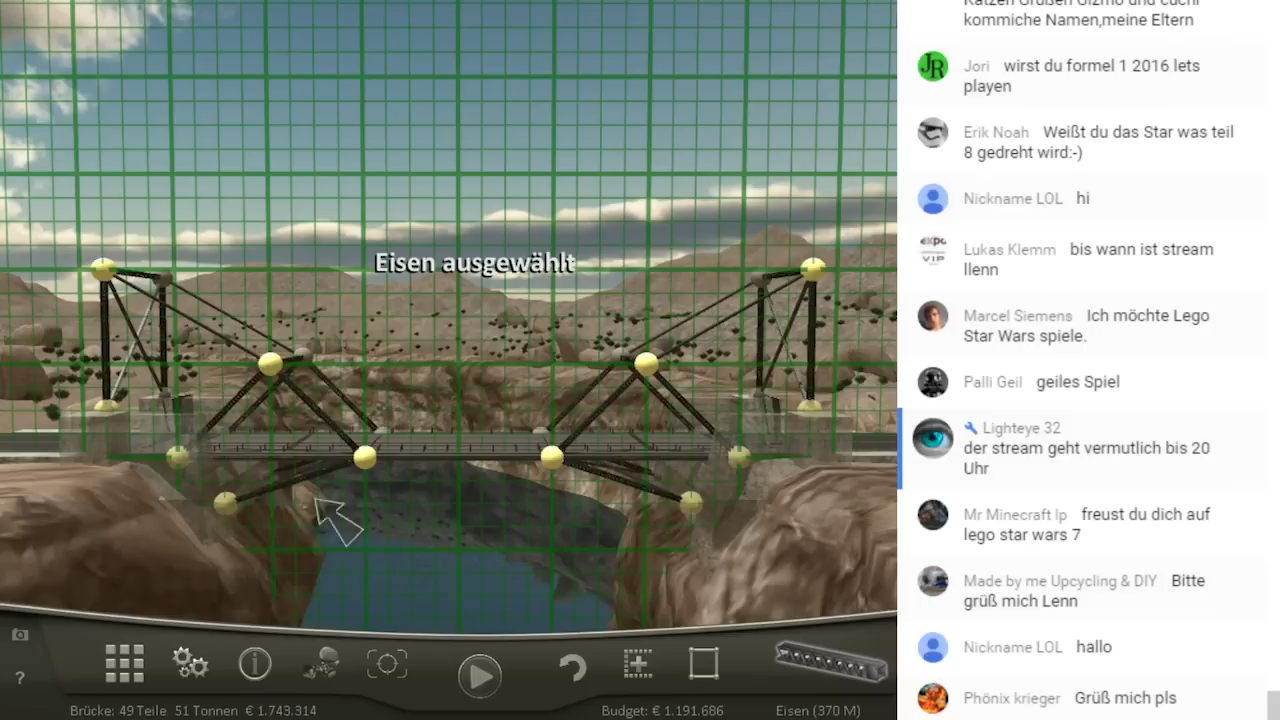 Katzen Grüßen Gizmo und euch!
kommiche Namen,meine Eltern
Jori wirst du formel 1 2016 lets
playen
Erik Noah Weißt du das Star was teil
8 gedreht wird:-)
Nickname LOL hi
expo
VIP
Lukas Klemm bis wann ist stream
llenn
Marcel Siemens Ich möchte Lego
Star Wars spiele.
Palli Geil geiles Spiel
Lighteye 32
der stream geht vermutlich bis 20
Uhr
Mr Minecraft lp freust du dich auf
lego star wars 7
Made by me Upcycling & DIY Bitte
grüß mich Lenn
Nickname LOL hallo
Phönix krieger Grüß mich pls
JR
Eisen ausgewählt
?
Brücke: 49 Teile 51 Tonnen € 1.743.314
Budget: € 1.191.686
Eisen (370 M)